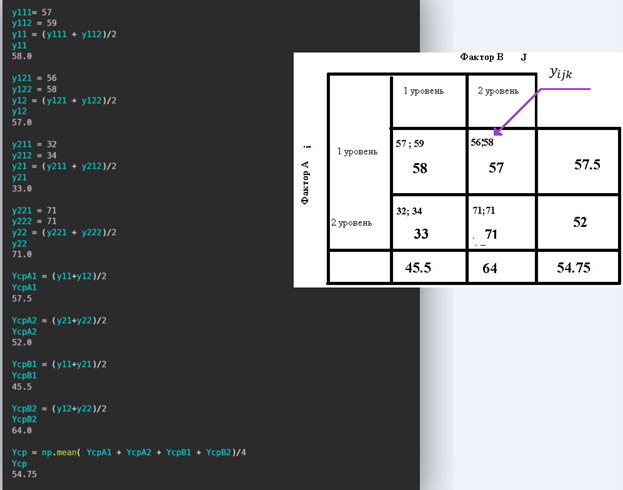 y111= 57
y112 = 59
y11 = (y111 + y112)/2
y11
58.0
y121 = 56
y122 = 58
y12 = (y121 + y122)/2
y12
57.0
y211 = 32
y212 = 34
y21 = (y211 + y212)/2
y21
33.0
y221 = 71
y222 = 71
y22 = (y221 + y222)/2
y22
71.0
YcpA1 = (y11+y12)/2
YcpA1
57.5
YcpA2 = (y21+y22)/2
YcpA2
52.0
YcpB1 = (y11+y21)/2
YcpB1
45.5
YcpB2 = (y12+y22)/2
YcpB2
64.0
Ycp = np.mean( YcpA1 + YcpA2 + YcpB1 + YcpB2)/4
Ycp
54.75
Фактор B J
yijk
1 уровень 2 уровень
Фактор А i
1 уровень
57 ; 59 56;58
58 57 57.5
2 уровень
32; 34 71;71
33 71 52
45.5 64 54.75